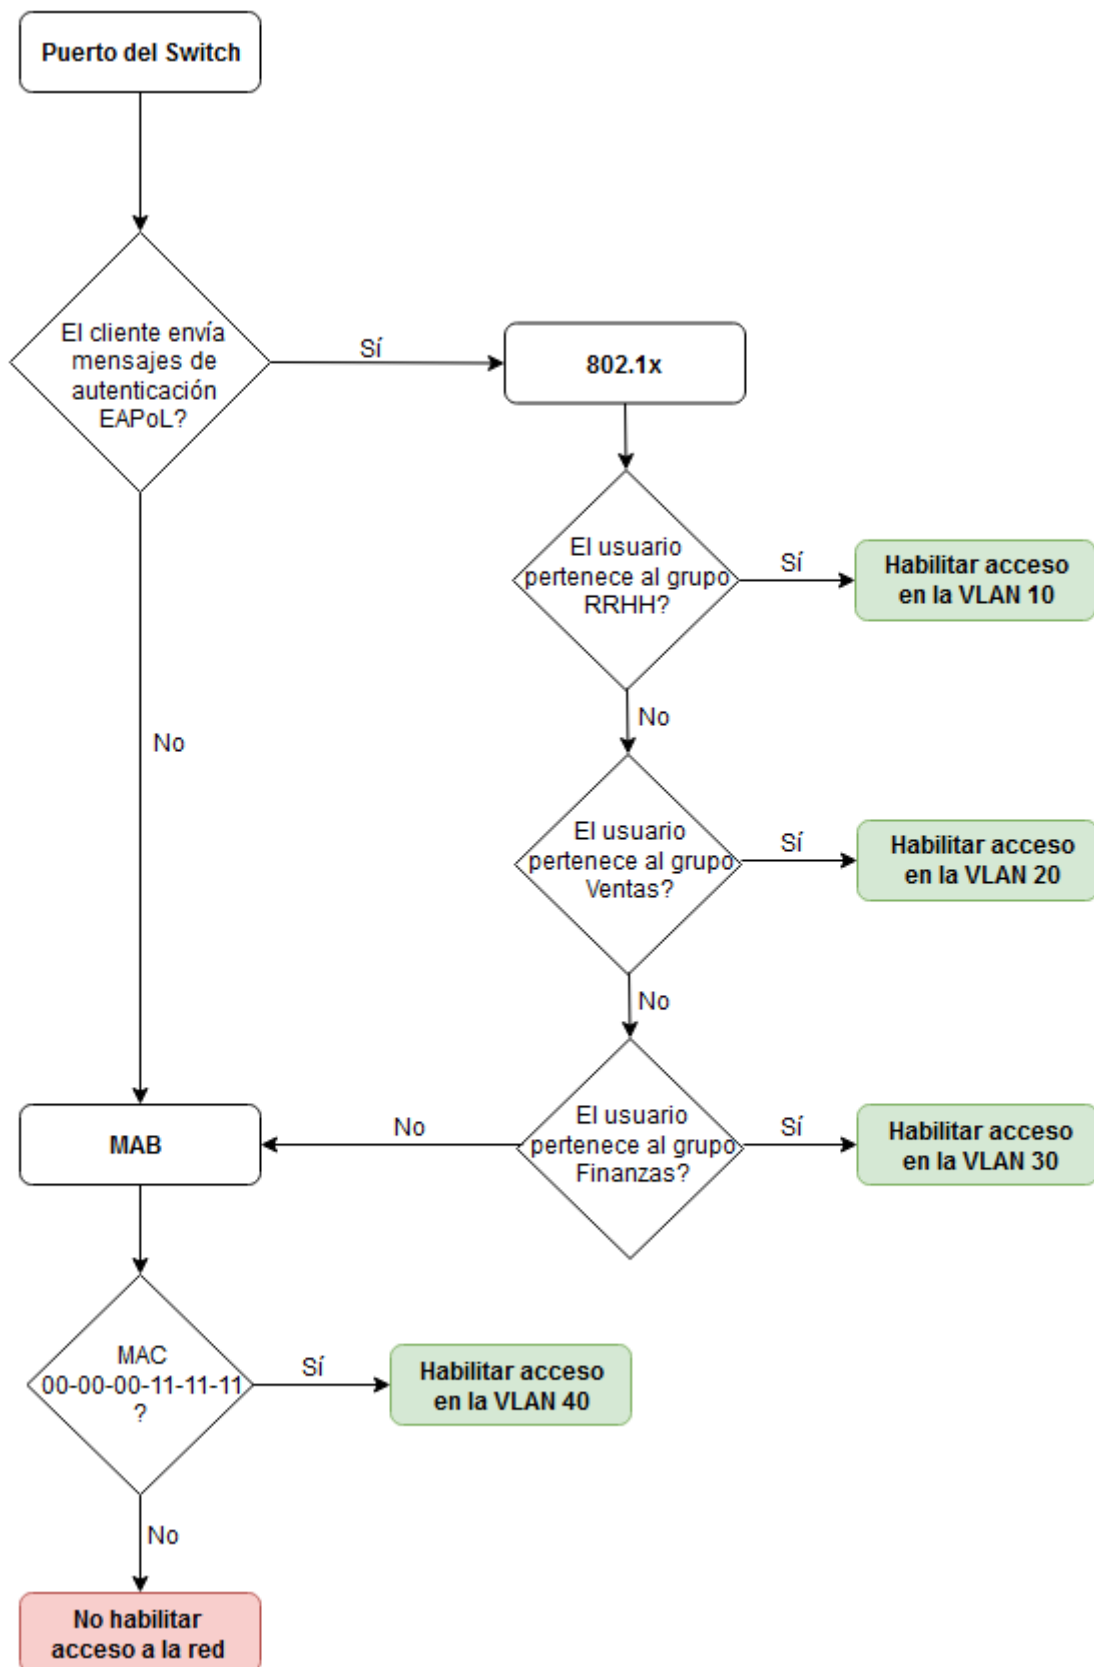 Puerto del Switch
El cliente envía
mensajes de
autenticación
EAPoL?
Sí
802.1x
El usuario
pertenece al grupo
RRHH?
Sí
Habilitar acceso
en la VLAN 10
No
No
El usuario
pertenece al grupo
Ventas?
Sí
Habilitar acceso
en la VLAN 20
No
El usuario
pertenece al grupo
Finanzas?
Sí
Habilitar acceso
en la VLAN 30
No
MAB
MAC
00-00-00-11-11-11
?
Sí
Habilitar acceso
en la VLAN 40
No
No habilitar
acceso a la red